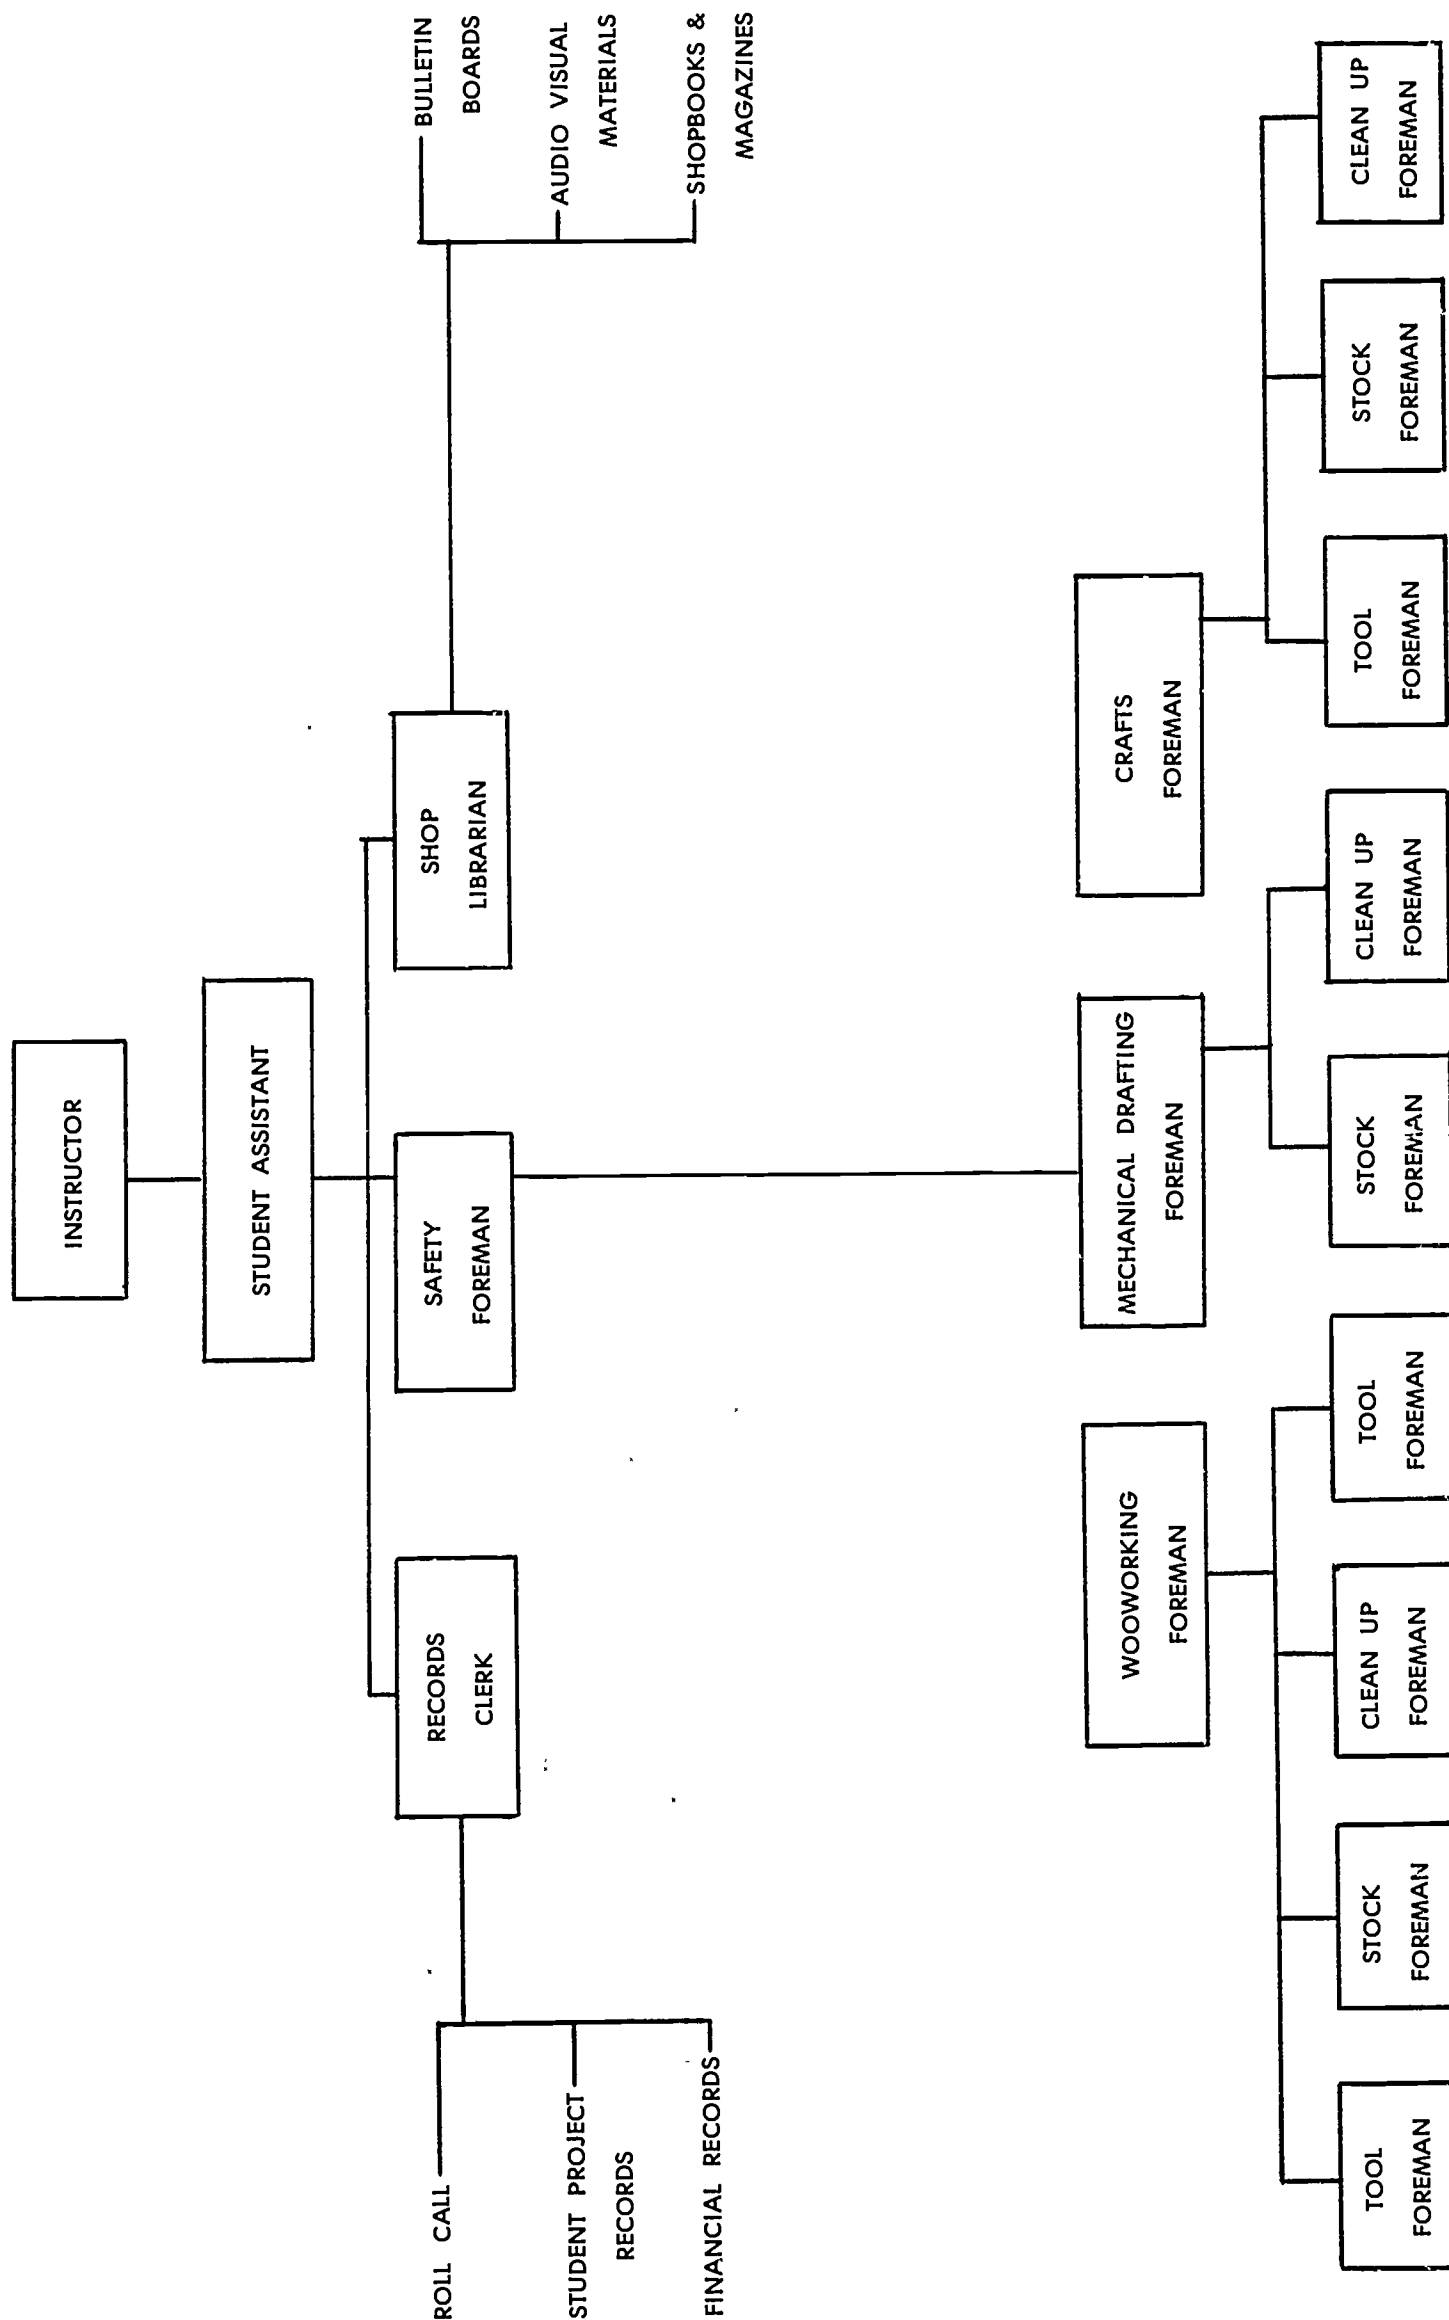 INSTRUCTOR
STUDENT ASSISTANT
RECORDS
CLERK
SAFETY
FOREMAN
SHOP
LIBRARIAN
ROLL CALL
STUDENT PROJECT
RECORDS
FINANCIAL RECORDS
BULLETIN
BOARDS
AUDIO VISUAL
MATERIALS
SHOPBOOKS &
MAGAZINES
WOOWORKING
FOREMAN
MECHANICAL DRAFTING
FOREMAN
CRAFTS
FOREMAN
TOOL
FOREMAN
STOCK
FOREMAN
CLEAN UP
FOREMAN
TOOL
FOREMAN
STOCK
FOREMAN
CLEAN UP
FOREMAN
TOOL
FOREMAN
STOCK
FOREMAN
CLEAN UP
FOREMAN